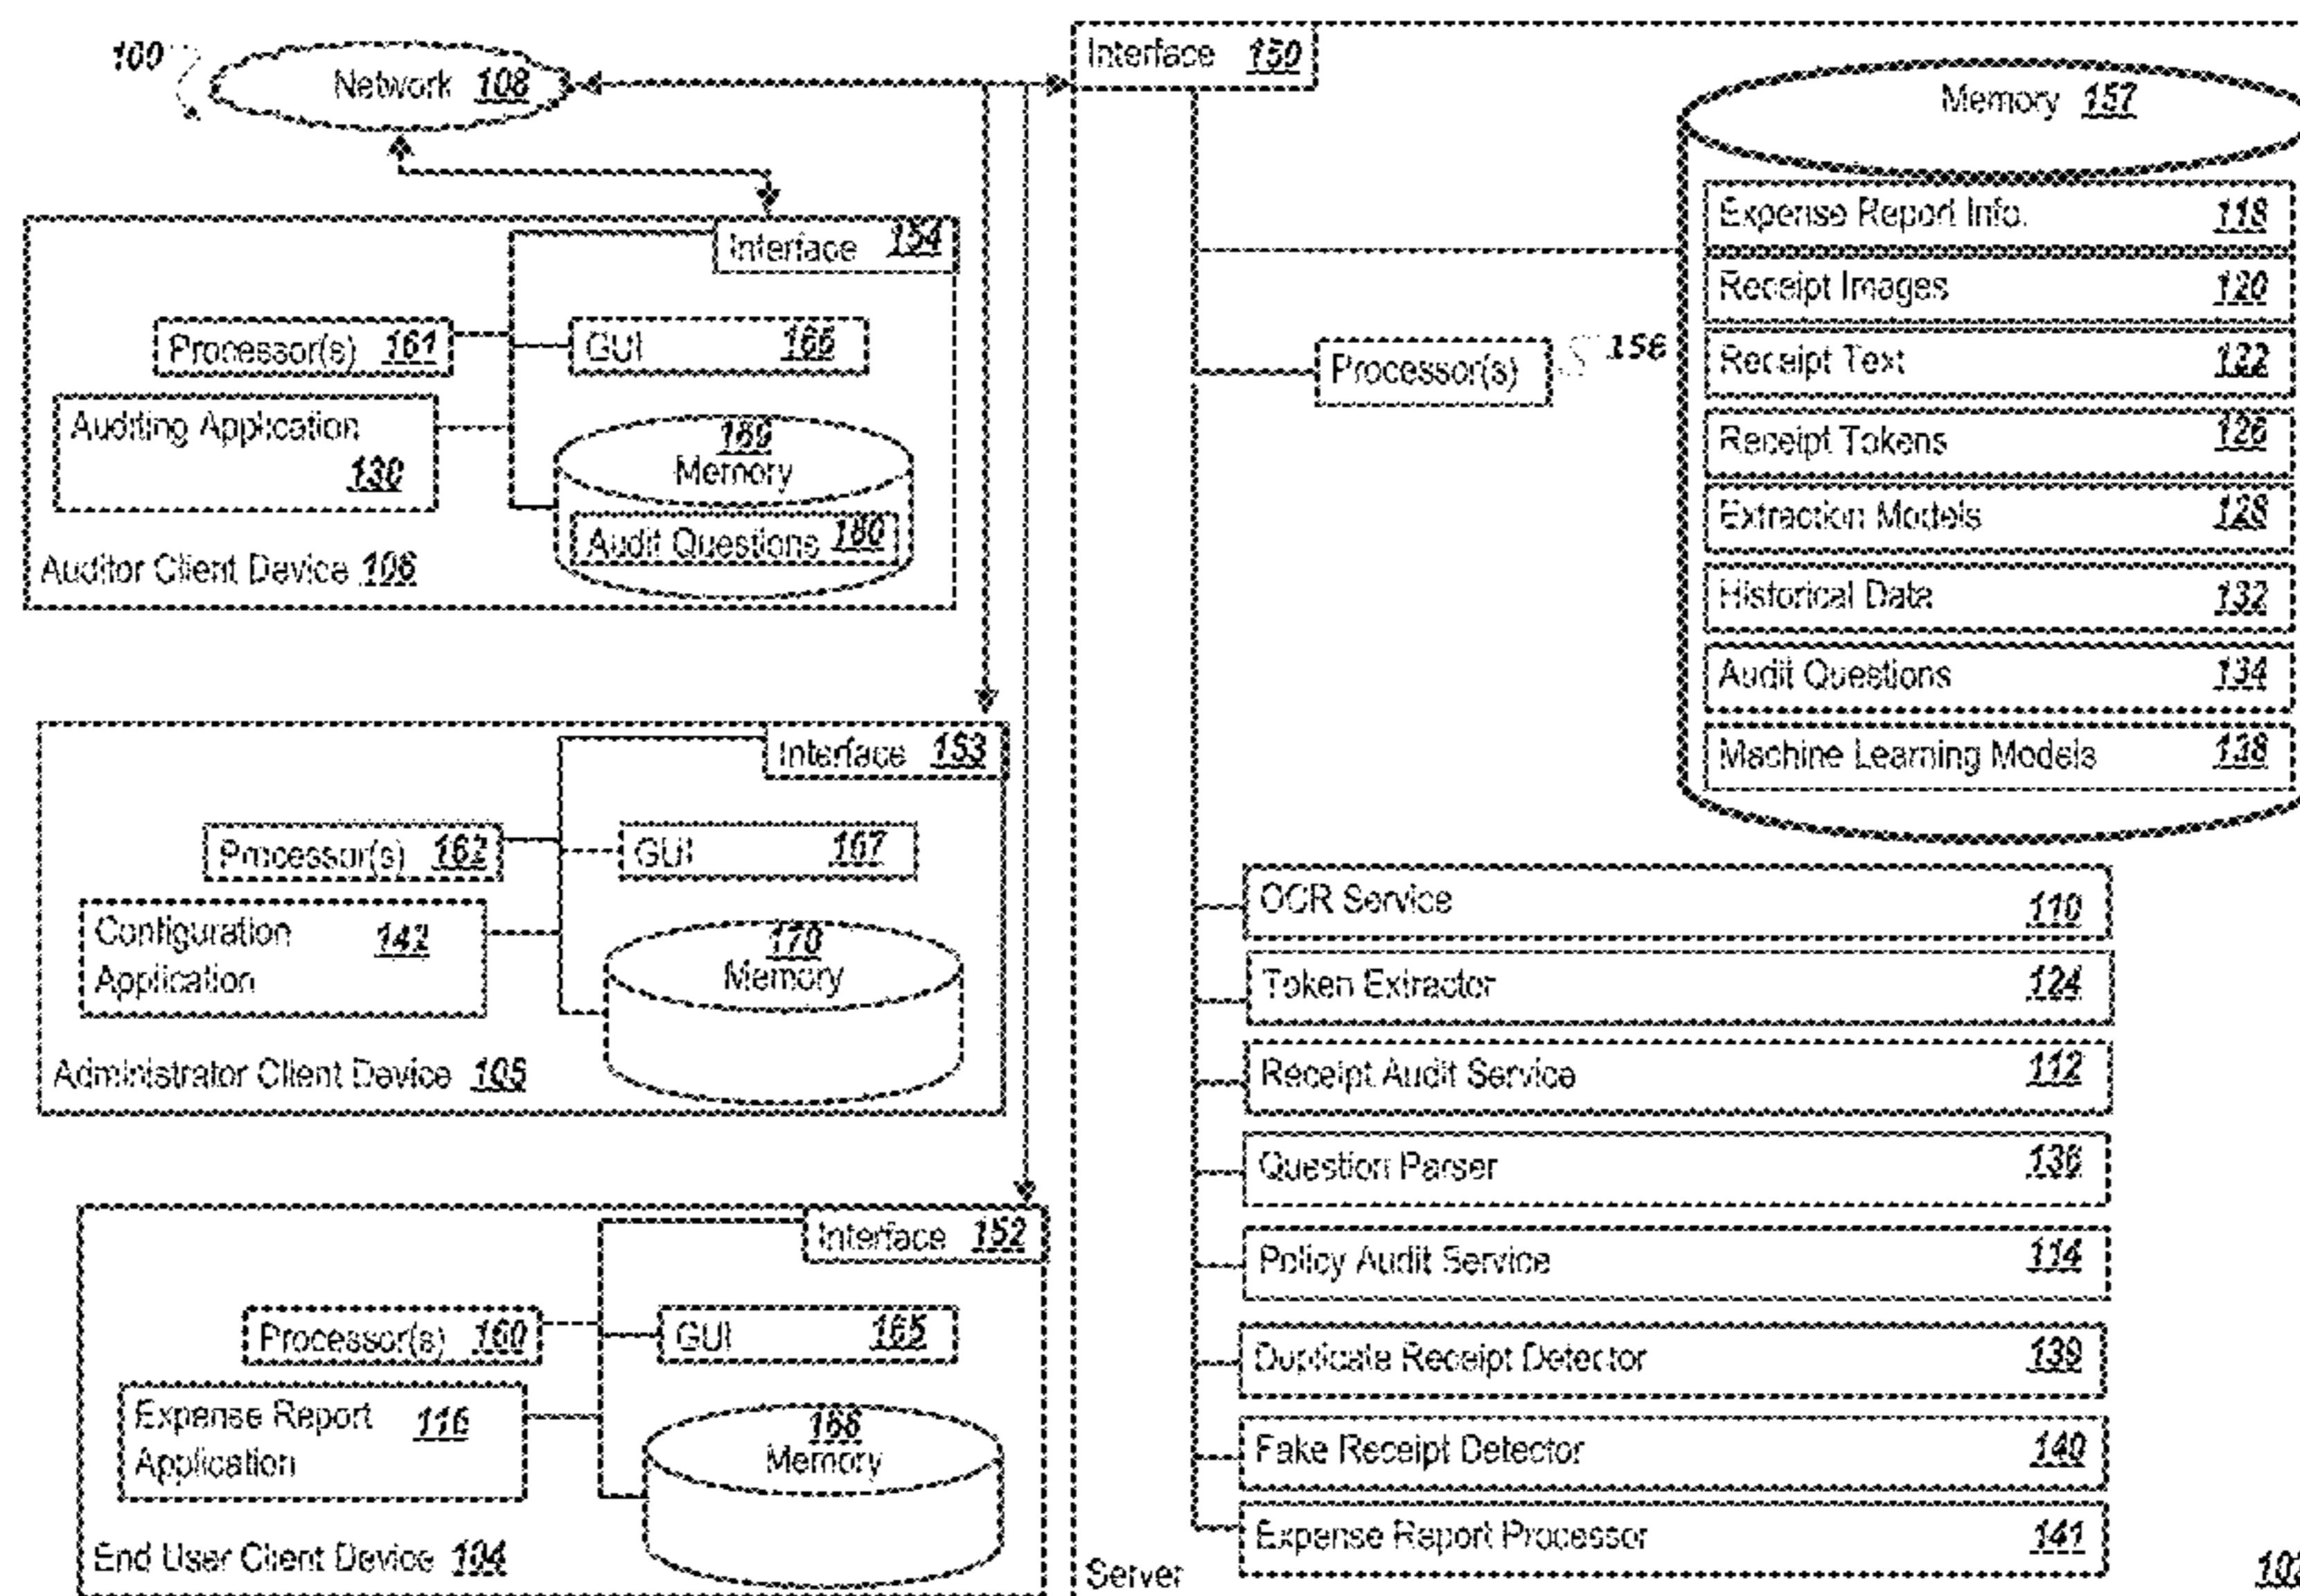 100
Network 108
Interface 154
Processor(s) 161
GUI 166
Auditing Application
130
169
Memory
Audit Questions 180
Auditor Client Device 106
Interface 153
Processor(s) 162
GUI 167
Configuration 142
Application
170
Memory
Administrator Client Device 105
Interface 152
Processor(s) 160
GUI 165
Expense Report 116
Application
Memory
End User Client Device 104
Interface 150
Memory 157
Expense Report Info. 118
Receipt Images 120
Receipt Text 122
Receipt Tokens 126
Extraction Models 128
Historical Data 132
Audit Questions 134
Machine Learning Models 138
Processor(s) 156
OCR Service 110
Token Extractor 124
Receipt Audit Service 112
Question Parser 136
Policy Audit Service 114
Duplicate Receipt Detector 139
Fake Receipt Detector 140
Expense Report Processor 141
Server 102